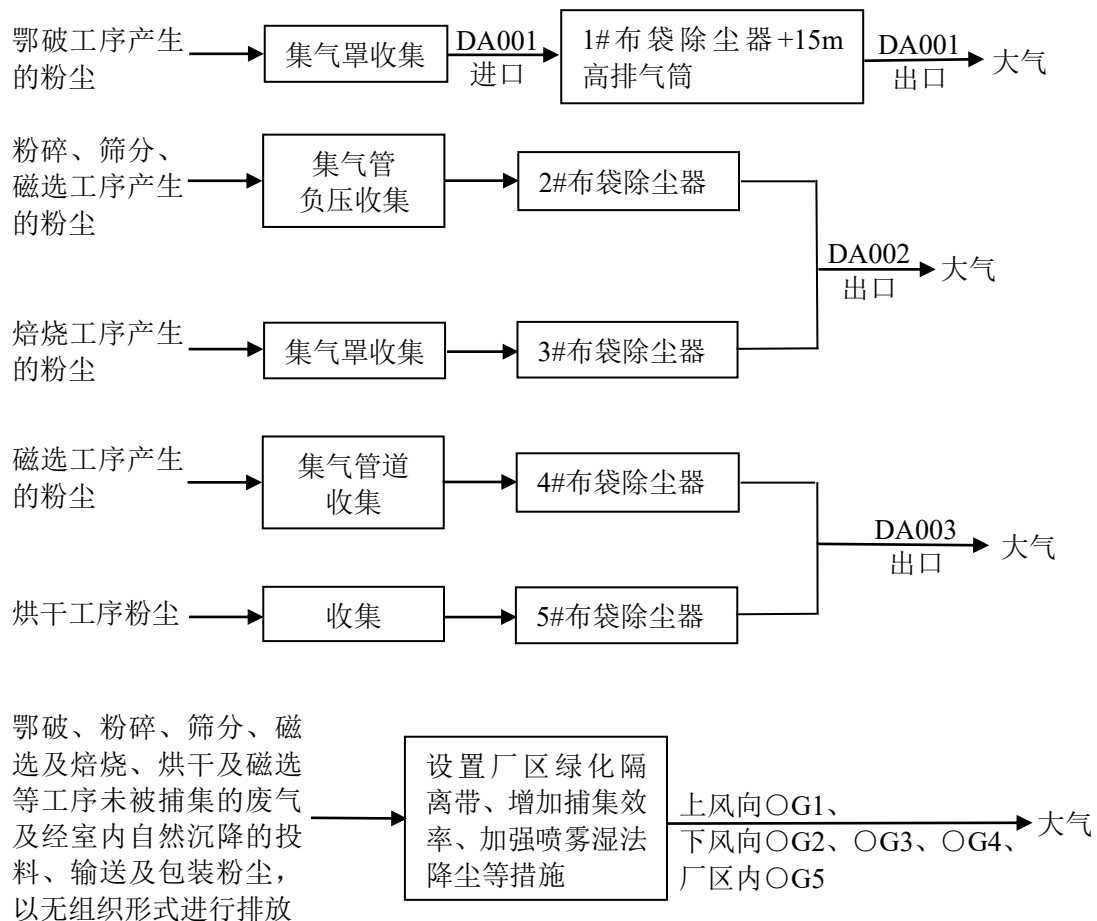 鄂破工序产生
的粉尘
集气罩收集
DA001
进口
1#布袋除尘器+15m
高排气筒
DA001
出口
大气
粉碎、筛分、
磁选工序产生
的粉尘
集气管
负压收集
2#布袋除尘器
DA002
出口
大气
焙烧工序产生
的粉尘
集气罩收集
3#布袋除尘器
磁选工序产生
的粉尘
集气管道
收集
4#布袋除尘器
DA003
出口
大气
烘干工序粉尘
收集
5#布袋除尘器
鄂破、粉碎、筛分、磁
选及焙烧、烘干及磁选
等工序未被捕集的废气
及经室内自然沉降的投
料、输送及包装粉尘，
以无组织形式进行排放
设置厂区绿化隔
离带、增加捕集效
率、加强喷雾湿法
降尘等措施
上风向〇G1、
下风向〇G2、〇G3、〇G4、
厂区内〇G5
大气